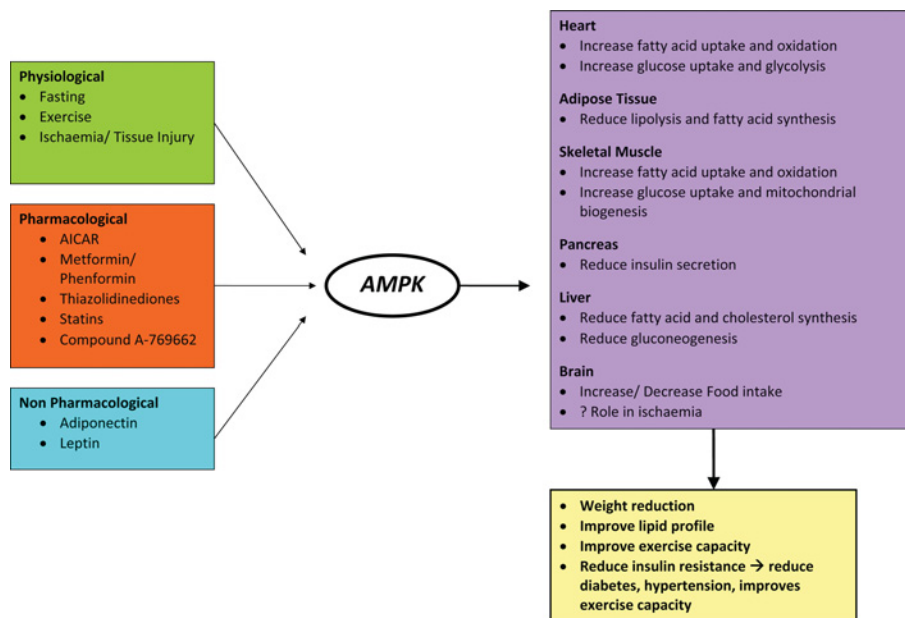 Physiological
• Fasting
• Exercise
• Ischaemia/ Tissue Injury
Pharmacological
• AICAR
• Metformin/
Phenformin
• Thiazolidinediones
• Statins
• Compound A-769662
Non Pharmacological
• Adiponectin
• Leptin
AMPK
Heart
• Increase fatty acid uptake and oxidation
• Increase glucose uptake and glycolysis
Adipose Tissue
• Reduce lipolysis and fatty acid synthesis
Skeletal Muscle
• Increase fatty acid uptake and oxidation
• Increase glucose uptake and mitochondrial
biogenesis
Pancreas
• Reduce insulin secretion
Liver
• Reduce fatty acid and cholesterol synthesis
• Reduce gluconeogenesis
Brain
• Increase/ Decrease Food intake
• ? Role in ischaemia
• Weight reduction
• Improve lipid profile
• Improve exercise capacity
• Reduce insulin resistance → reduce
diabetes, hypertension, improves
exercise capacity